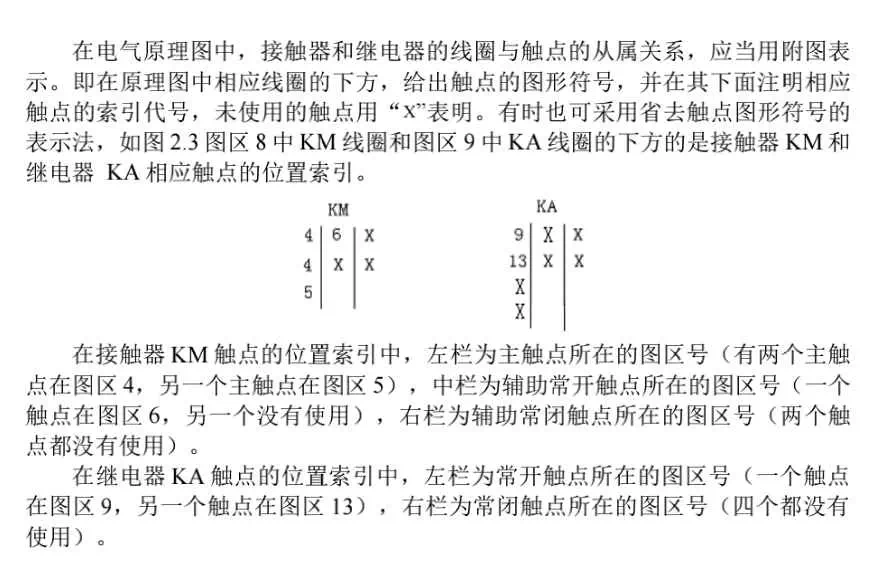 在电气原理图中，接触器和继电器的线圈与触点的从属关系，应当用附图表
示。即在原理图中相应线圈的下方，给出触点的图形符号，并在其下面注明相应
触点的索引代号，未使用的触点用“X”表明。有时也可采用省去触点图形符号的
表示法，如图 2.3 图区 8 中 KM 线圈和图区 9 中 KA 线圈的下方的是接触器 KM 和
继电器 KA 相应触点的位置索引。
KM
4 6 X
4 X X
5
KA
9 X X
13 X X
X
X
在接触器 KM 触点的位置索引中，左栏为主触点所在的图区号（有两个主触
点在图区 4，另一个主触点在图区 5），中栏为辅助常开触点所在的图区号（一个
触点在图区 6，另一个没有使用），右栏为辅助常闭触点所在的图区号（两个触
点都没有使用）。
在继电器 KA 触点的位置索引中，左栏为常开触点所在的图区号（一个触点
在图区 9，另一个触点在图区 13），右栏为常闭触点所在的图区号（四个都没有
使用）。